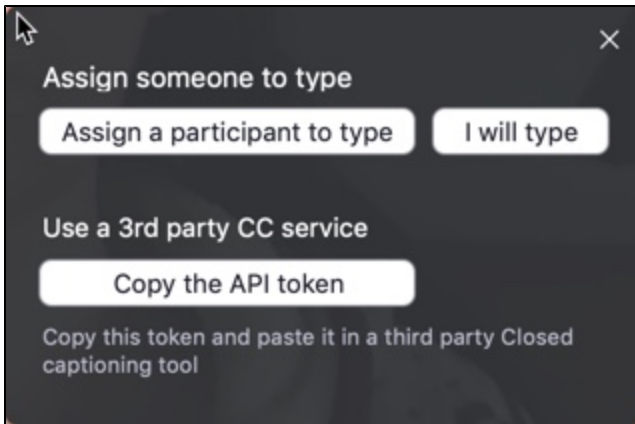 Assign someone to type
Assign a participant to type
I will type
Use a 3rd party CC service
Copy the API token
Copy this token and paste it in a third party Closed
captioning tool